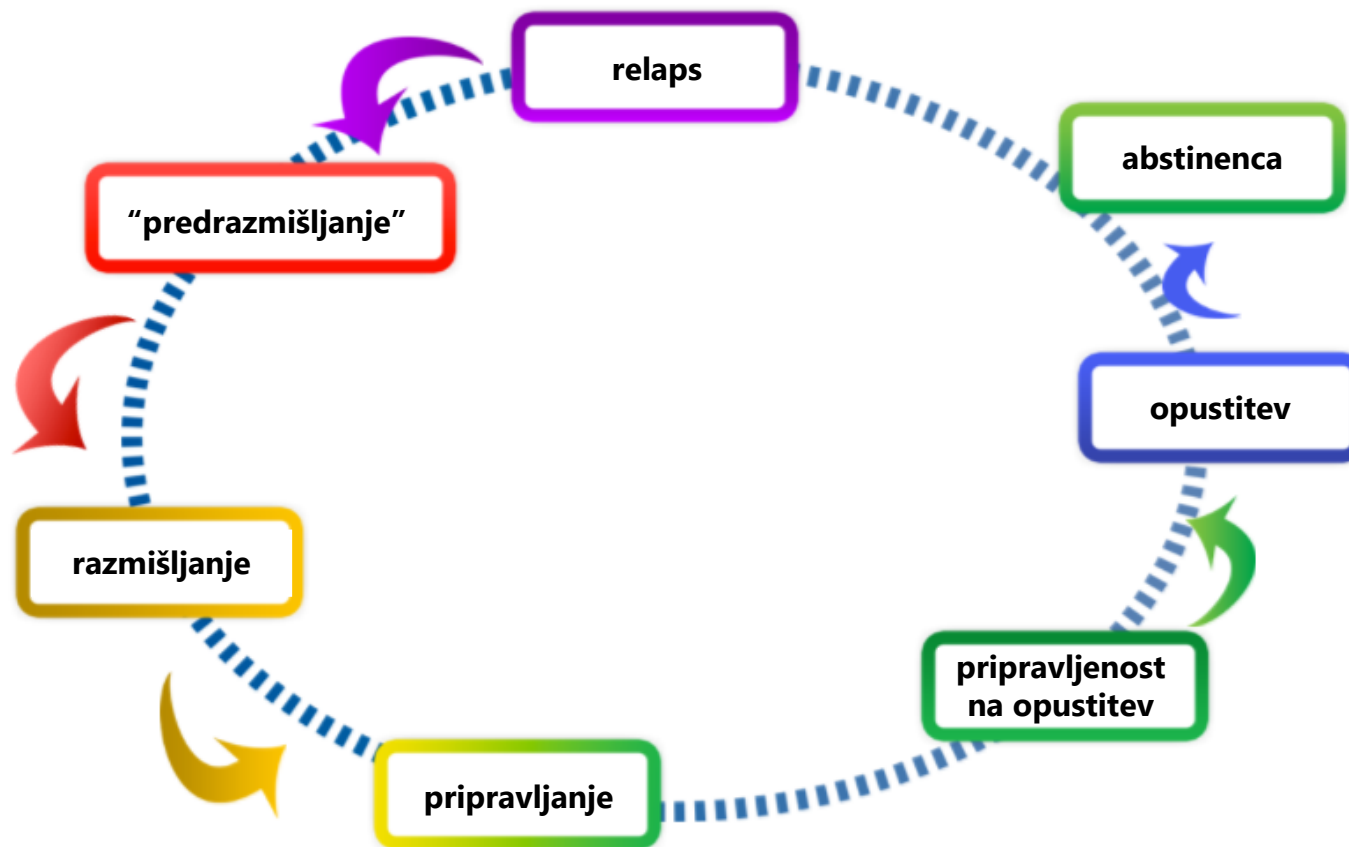 relaps
abstinenca
“predrazmišljanje”
opustitev
razmišljanje
pripravljenost
na opustitev
pripravljanje